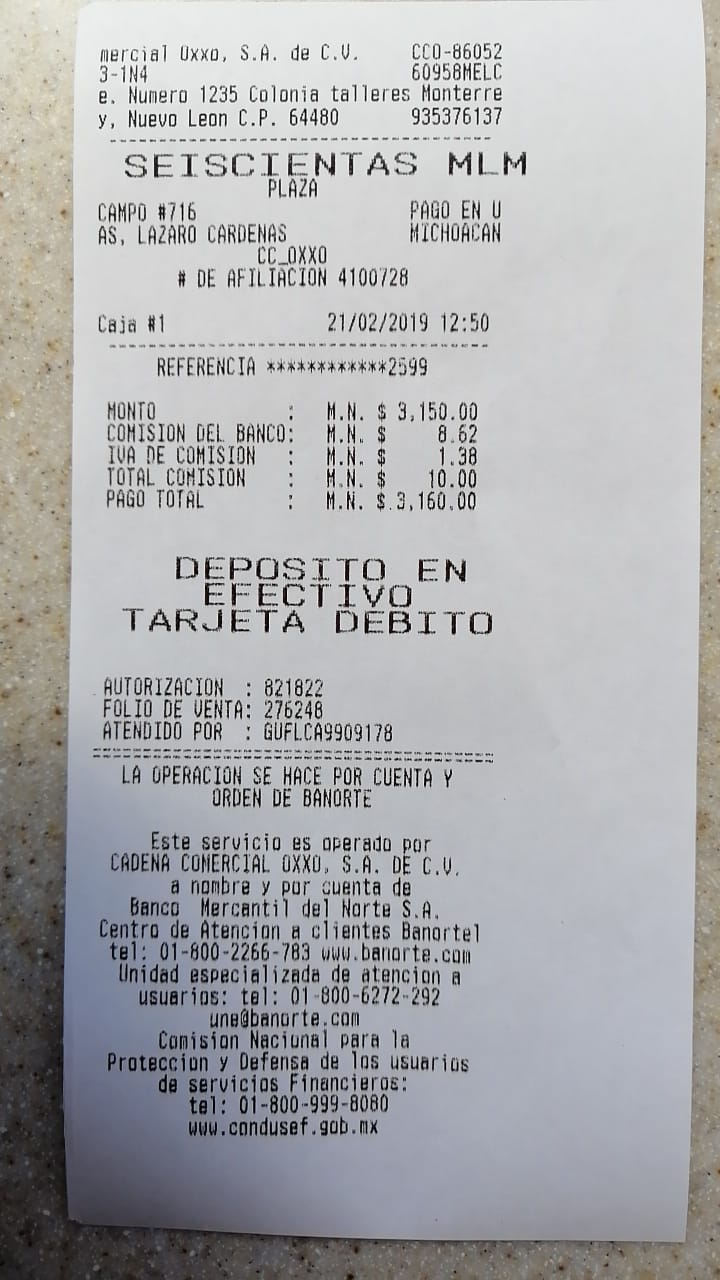 mercial Oxxo, S.A. de C.V. CCO-86052
3-1N4 60958MELC
e. Numero 1235 Colonia talleres Monterre
y, Nuevo Leon C.P. 64480 935376137
SEISCIENTAS MLM
PLAZA
CAMPO #716 PAGO EN U
AS, LAZARO CARDENAS MICHOACAN
CC_OXXO
# DE AFILIACION 4100728
Caja #1 21/02/2019 12:50
REFERENCIA ************2599
MONTO : M.N. $ 3,150.00
COMISION DEL BANCO: M.N. $ 8.62
IVA DE COMISION : M.N. $ 1.38
TOTAL COMISION : M.N. $ 10.00
PAGO TOTAL : M.N. $ 3,160.00
DEPOSITO EN
EFECTIVO
TARJETA DEBITO
AUTORIZACION : 821822
FOLIO DE VENTA: 276248
ATENDIDO POR : GUFLCA9909178
LA OPERACION SE HACE POR CUENTA Y
ORDEN DE BANORTE
Este servicio es operado por
CADENA COMERCIAL OXXO, S.A. DE C.V.
a nombre y por cuenta de
Banco Mercantil del Norte S.A.
Centro de Atencion a clientes Banortel
tel: 01-800-2266-783 www.banorte.com
Unidad especializada de atencion a
usuarios: tel: 01-800-6272-292
une@banorte.com
Comision Nacional para la
Proteccion y Defensa de los usuarios
de servicios Financieros:
tel: 01-800-999-8080
www.condusef.gob.mx